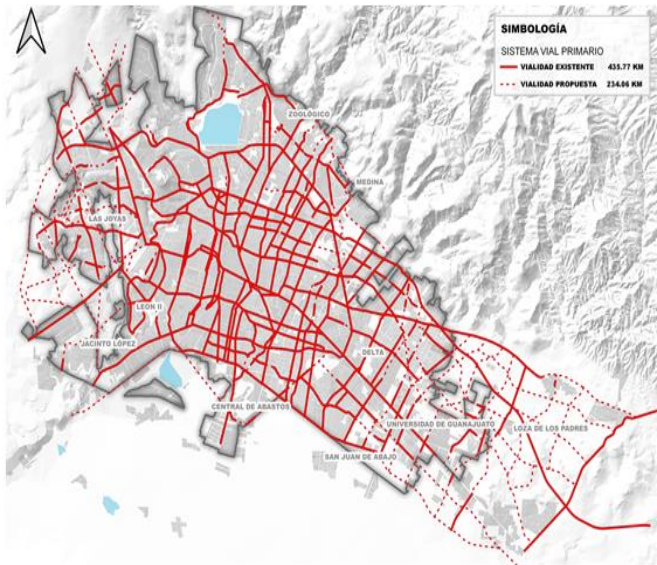 SIMBOLOGÍA
SISTEMA VIAL PRIMARIO
VIALIDAD EXISTENTE 435.77 KM
VIALIDAD PROPUESTA 234.06 KM
ZOOLÓGICO
MEDINA
LAS JOYAS
LEON II
JACINTO LÓPEZ
DELTA
CENTRAL DE ABASTOS
UNIVERSIDAD DE GUANAJUATO
LOZA DE LOS PADRES
SAN JUAN DE ABAJO